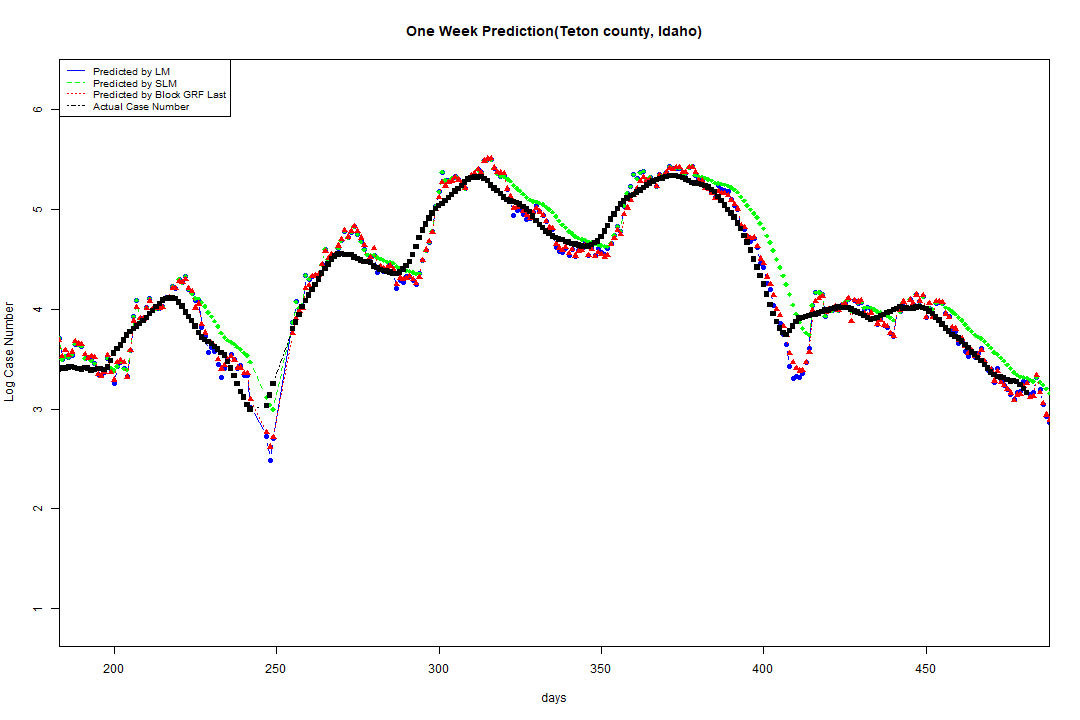 One Week Prediction(Teton county, Idaho)
Predicted by LM
Predicted by SLM
Predicted by Block GRF Last
Actual Case Number
6
5
4
3
2
1
Log Case Number
200 250 300 350 400 450
days